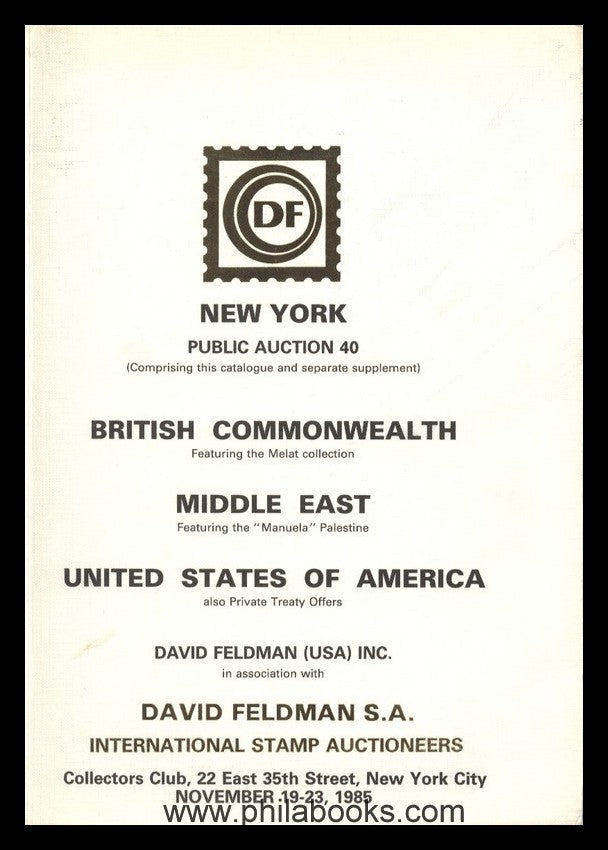 DF
NEW YORK
PUBLIC AUCTION 40
(Comprising this catalogue and separate supplement)
BRITISH COMMONWEALTH
Featuring the Melat collection
MIDDLE EAST
Featuring the "Manuela" Palestine
UNITED STATES OF AMERICA
also Private Treaty Offers
DAVID FELDMAN (USA) INC.
in association with
DAVID FELDMAN S.A.
INTERNATIONAL STAMP AUCTIONEERS
Collectors Club, 22 East 35th Street, New York City
NOVEMBER 19-23, 1985
www.philabooks.com